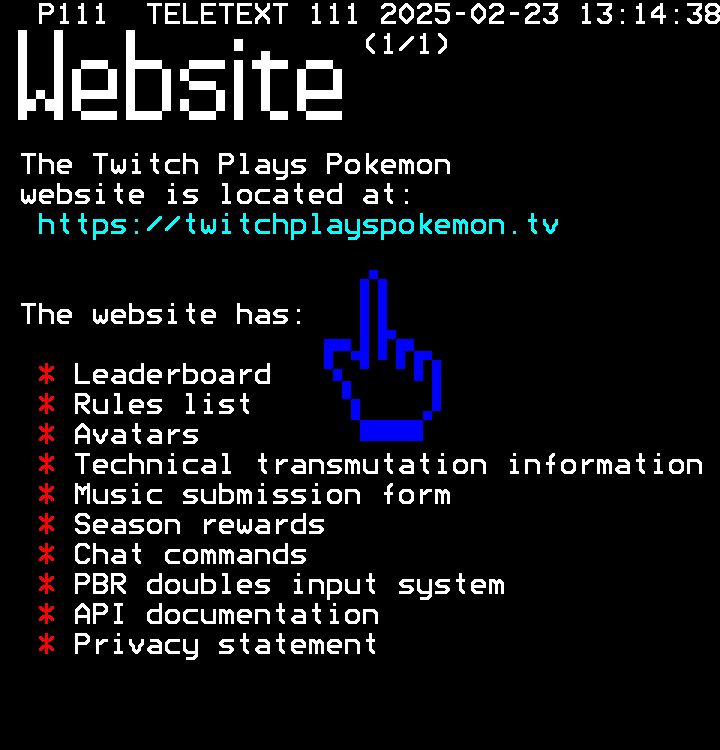 P111  TELETEXT 111 2025-02-23 13:14:38
Website (1/1)
The Twitch Plays Pokemon
website is located at:
https://twitchplayspokemon.tv
The website has:
* Leaderboard
* Rules list
* Avatars
* Technical transmutation information
* Music submission form
* Season rewards
* Chat commands
* PBR doubles input system
* API documentation
* Privacy statement